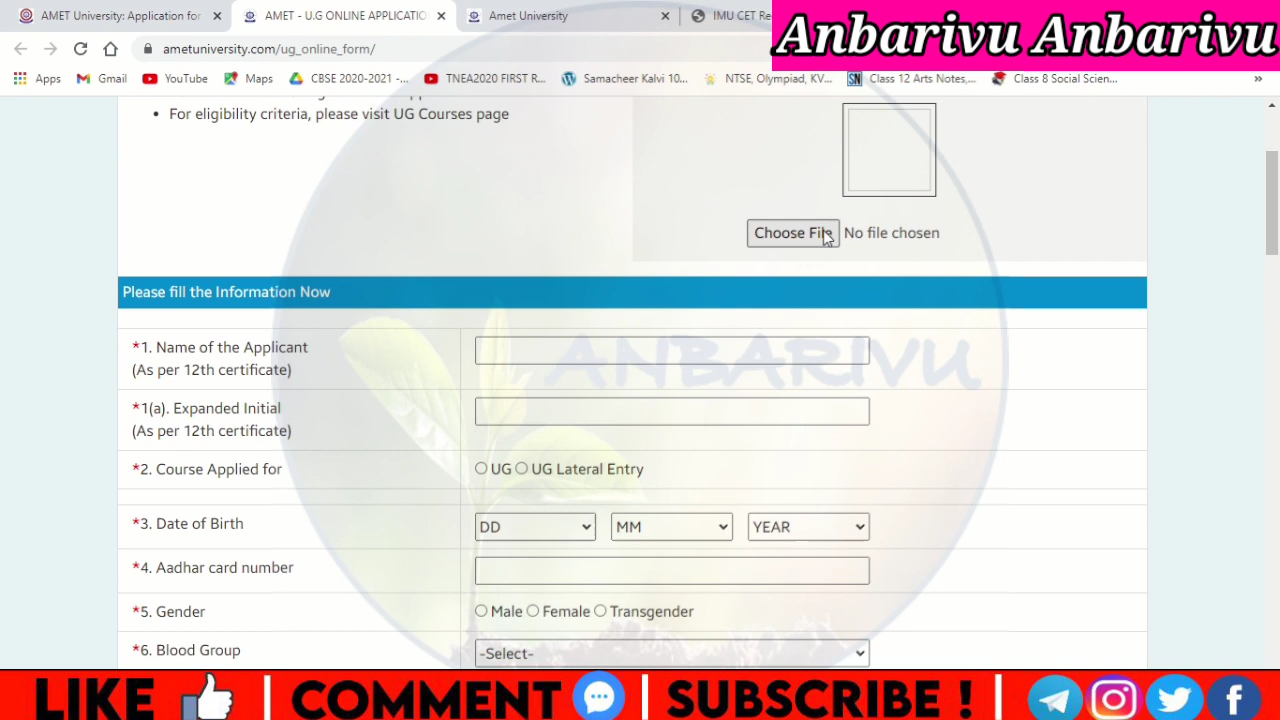 AMET University: Application for
AMET - U.G ONLINE APPLICATIO
Amet University
IMU CET Re
Anbarivu Anbarivu
ametuniversity.com/ug_online_form/
Apps
Gmail
YouTube
Maps
CBSE 2020-2021 -...
TNEA2020 FIRST R...
Samacheer Kalvi 10...
NTSE, Olympiad, KV...
SN
Class 12 Arts Notes,...
Class 8 Social Scien...
»
• For eligibility criteria, please visit UG Courses page
Choose File No file chosen
Please fill the Information Now
*1. Name of the Applicant
(As per 12th certificate)
ANBARIVU
*1(a). Expanded Initial
(As per 12th certificate)
*2. Course Applied for
UG UG Lateral Entry
*3. Date of Birth
DD MM YEAR
*4. Aadhar card number
*5. Gender
Male Female Transgender
*6. Blood Group
-Select-
LIKE | COMMENT | SUBSCRIBE ! |